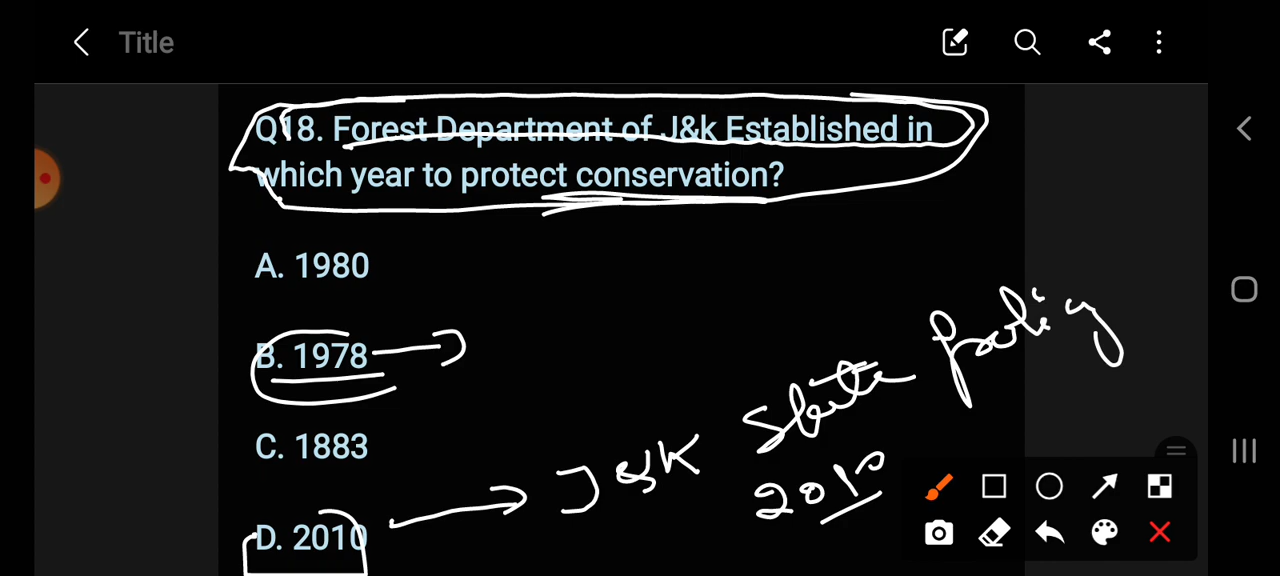 Title
Q18. Forest Department of J&k Established in
which year to protect conservation?
A. 1980
B. 1978
C. 1883
D. 2010
J&K State Policy
2010